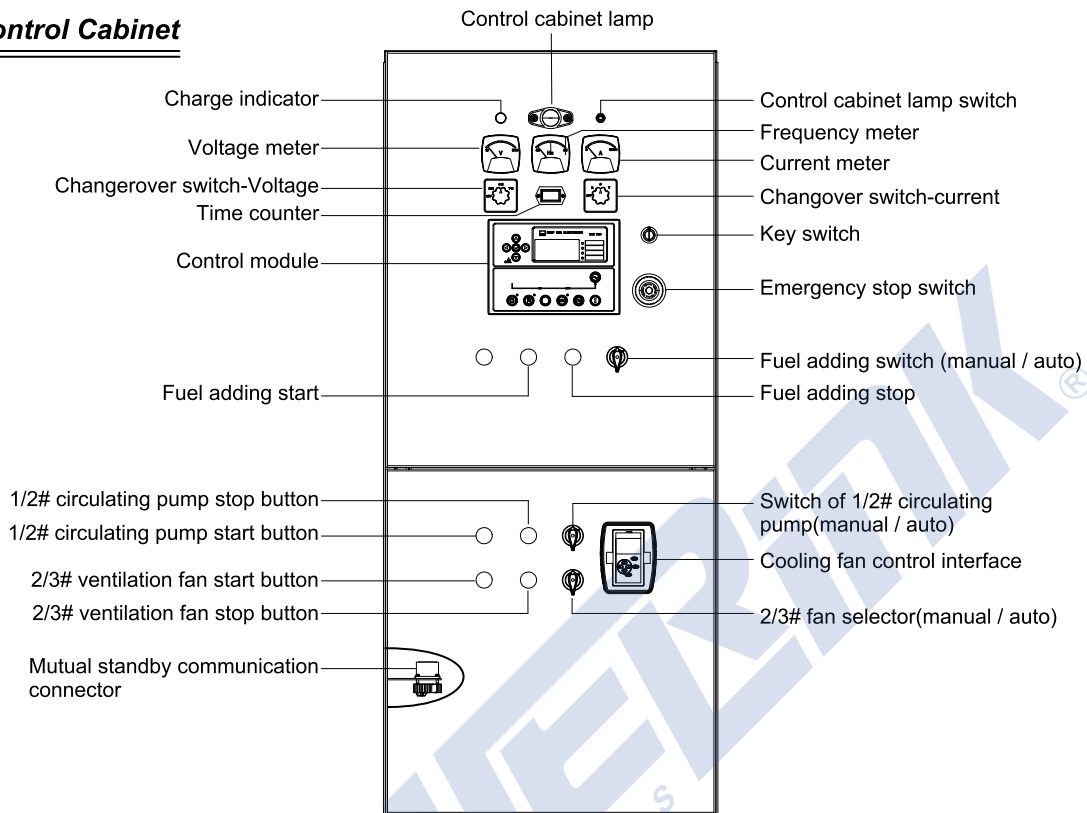 ontrol Cabinet
Control cabinet lamp
Charge indicator
Voltage meter
Changerover switch-Voltage
Time counter
Control module
Fuel adding start
1/2# circulating pump stop button
1/2# circulating pump start button
2/3# ventilation fan start button
2/3# ventilation fan stop button
Mutual standby communication
connector
Control cabinet lamp switch
Frequency meter
Current meter
Changover switch-current
Key switch
Emergency stop switch
Fuel adding switch (manual / auto)
Fuel adding stop
Switch of 1/2# circulating
pump(manual / auto)
Cooling fan control interface
2/3# fan selector(manual / auto)
V
Hz
A
ERINK
®
S